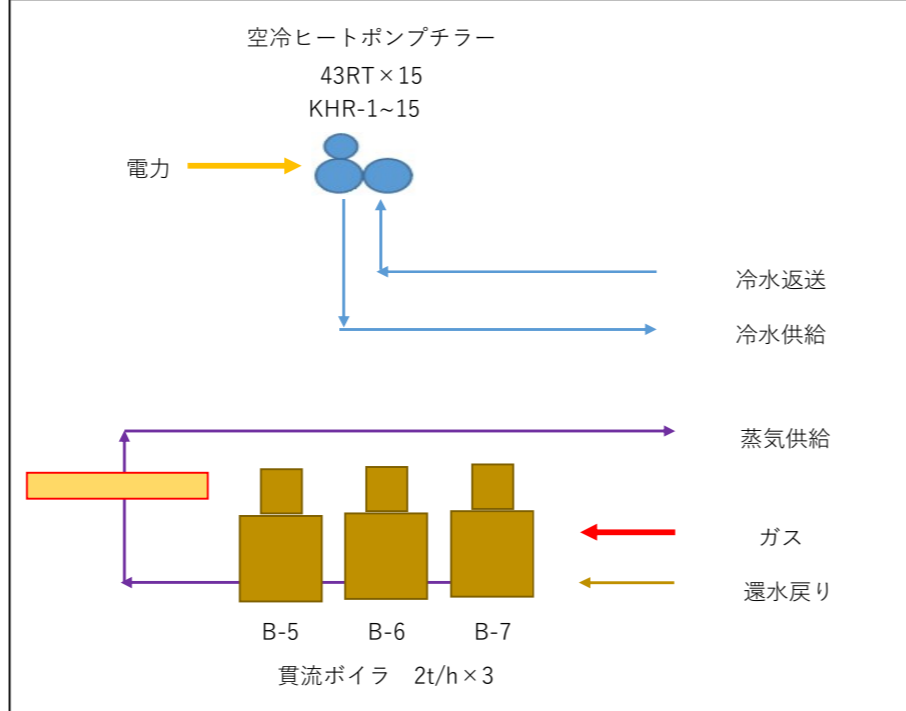 空冷ヒートポンプチラー
43RT×15
KHR-1~15
電力
冷水返送
冷水供給
蒸気供給
ガス
還水戻り
B-5 B-6 B-7
貫流ボイラ　2t/h×3